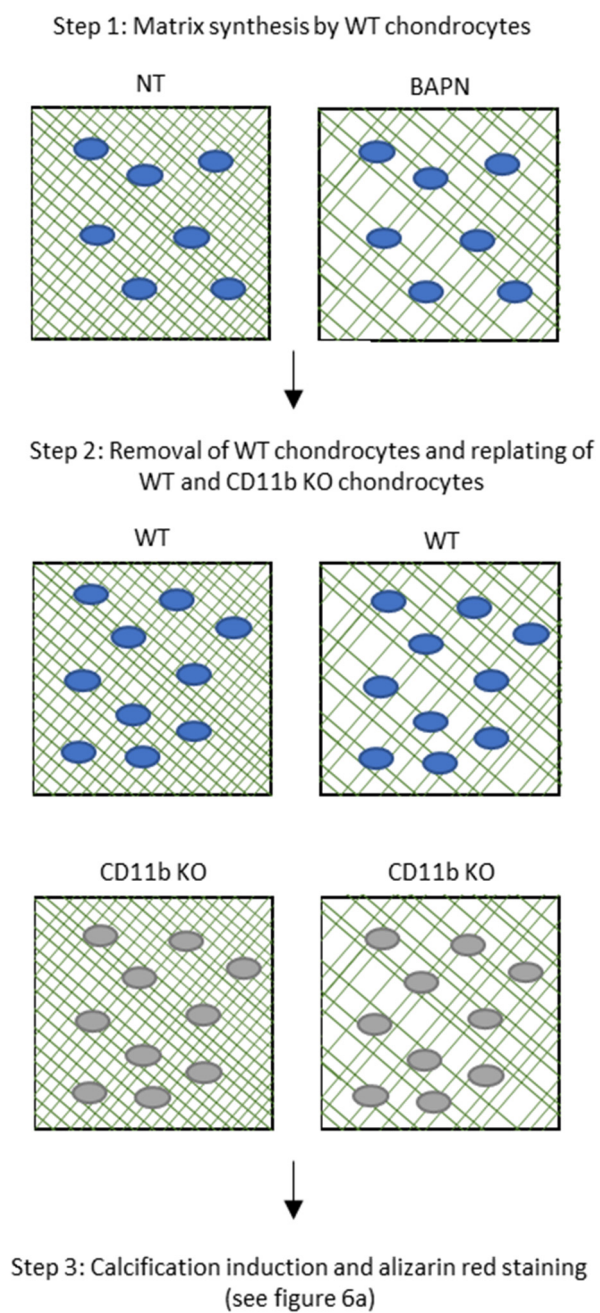 Step 1: Matrix synthesis by WT chondrocytes
NT
BAPN
Step 2: Removal of WT chondrocytes and replating of
WT and CD11b KO chondrocytes
WT
WT
CD11b KO
CD11b KO
Step 3: Calcification induction and alizarin red staining
(see figure 6a)